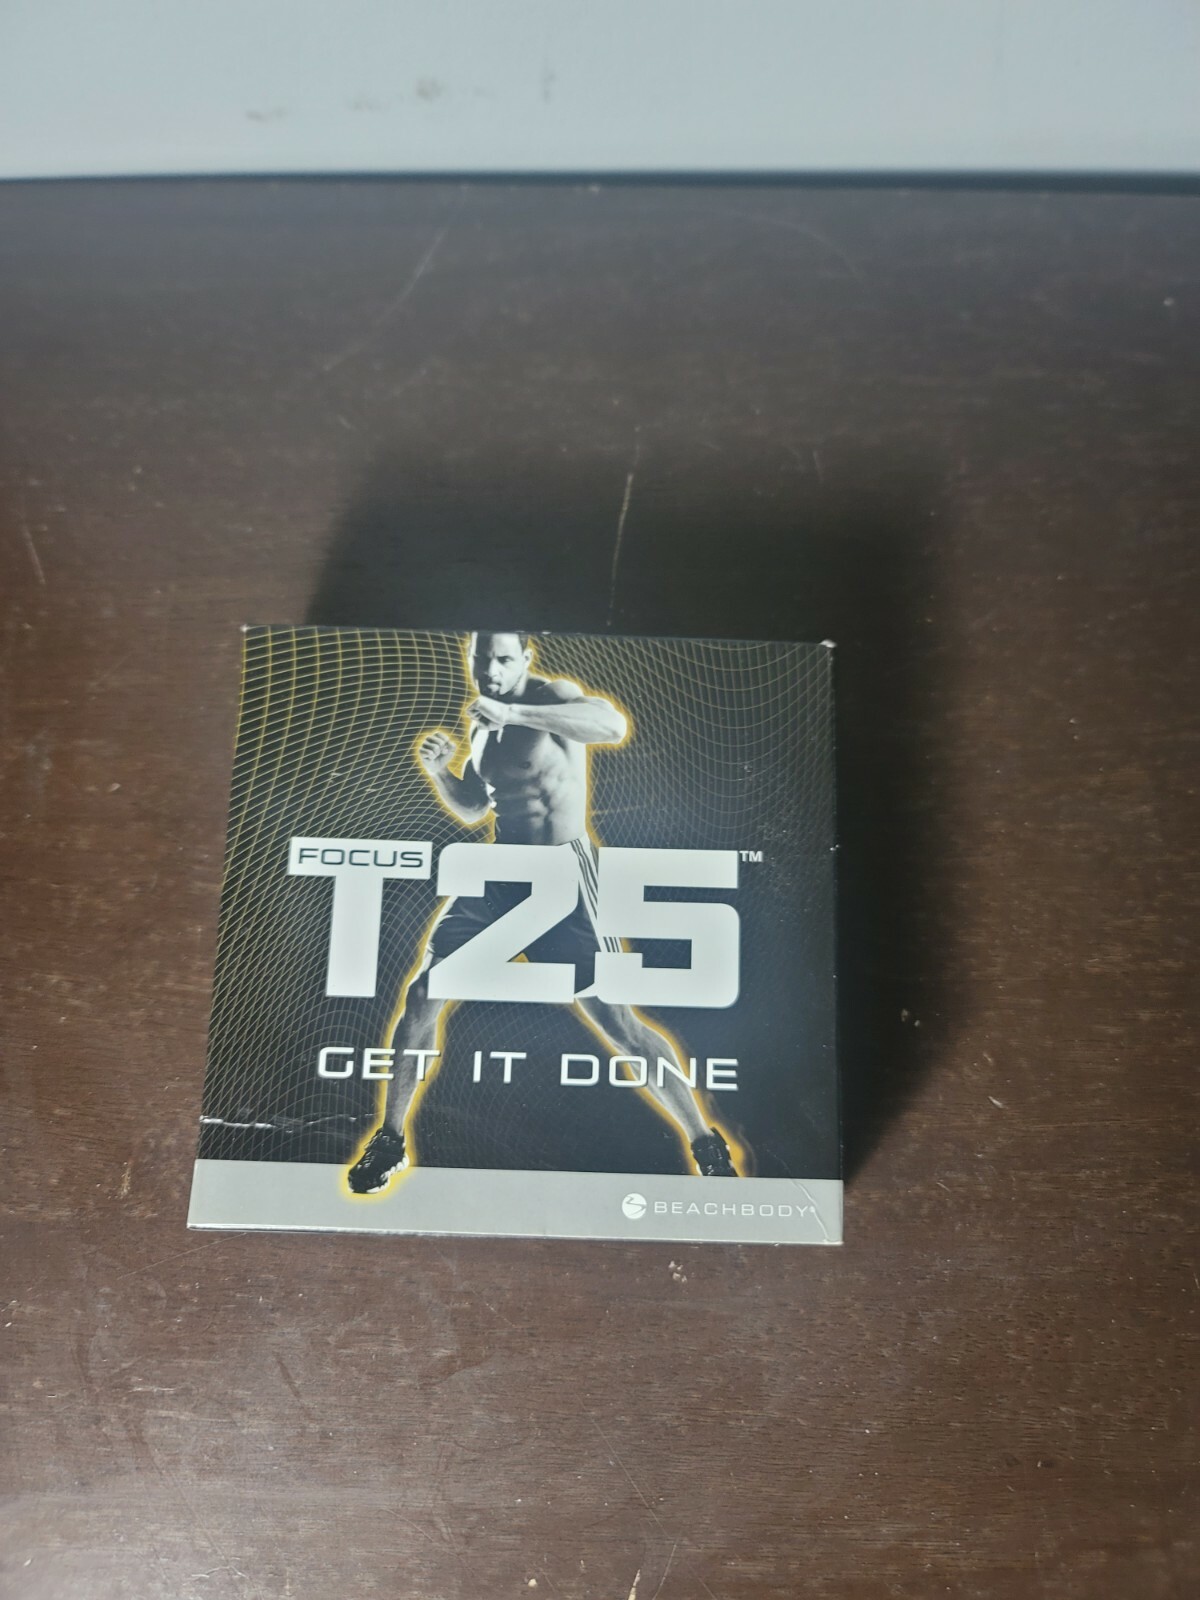 FOCUS
T25™
GET IT DONE
BEACHBODY®